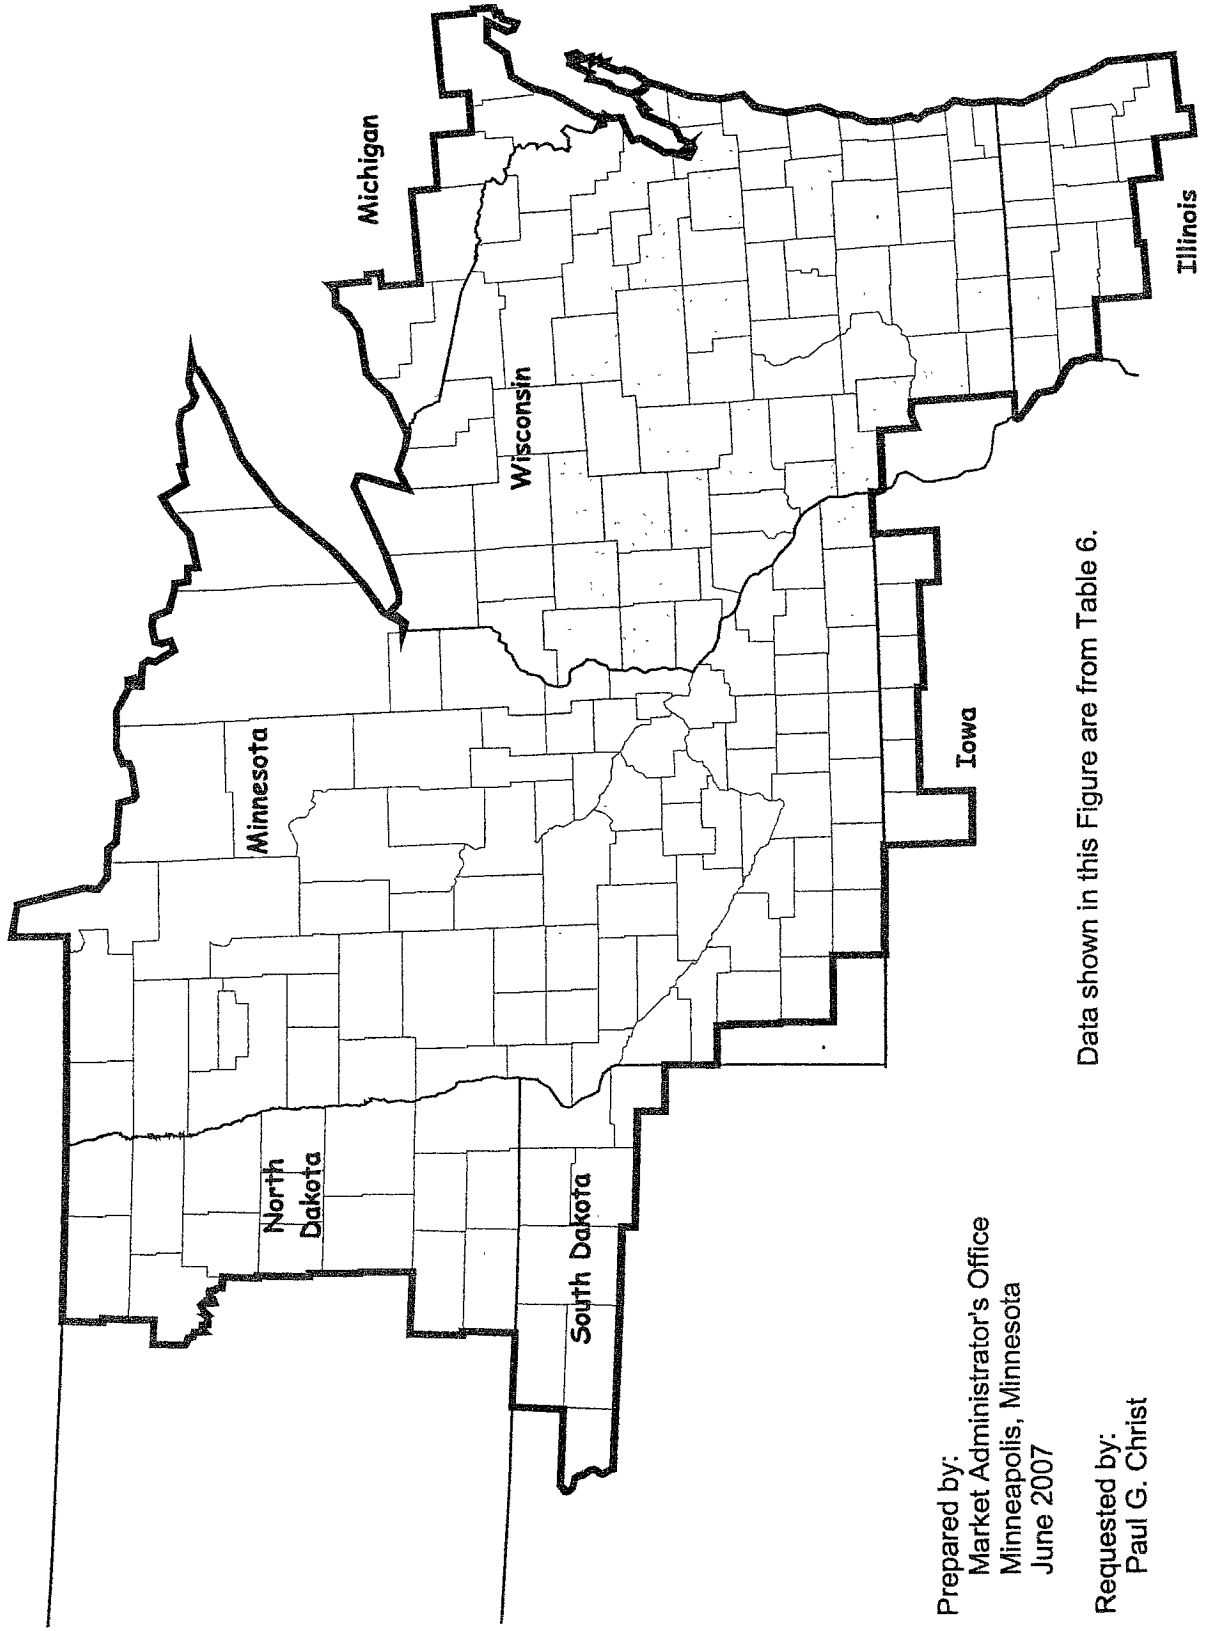 Michigan
Minnesota
Wisconsin
North
Dakota
South Dakota
Iowa
Illinois
Data shown in this Figure are from Table 6.
Prepared by:
Market Administrator's Office
Minneapolis, Minnesota
June 2007
Requested by:
Paul G. Christ